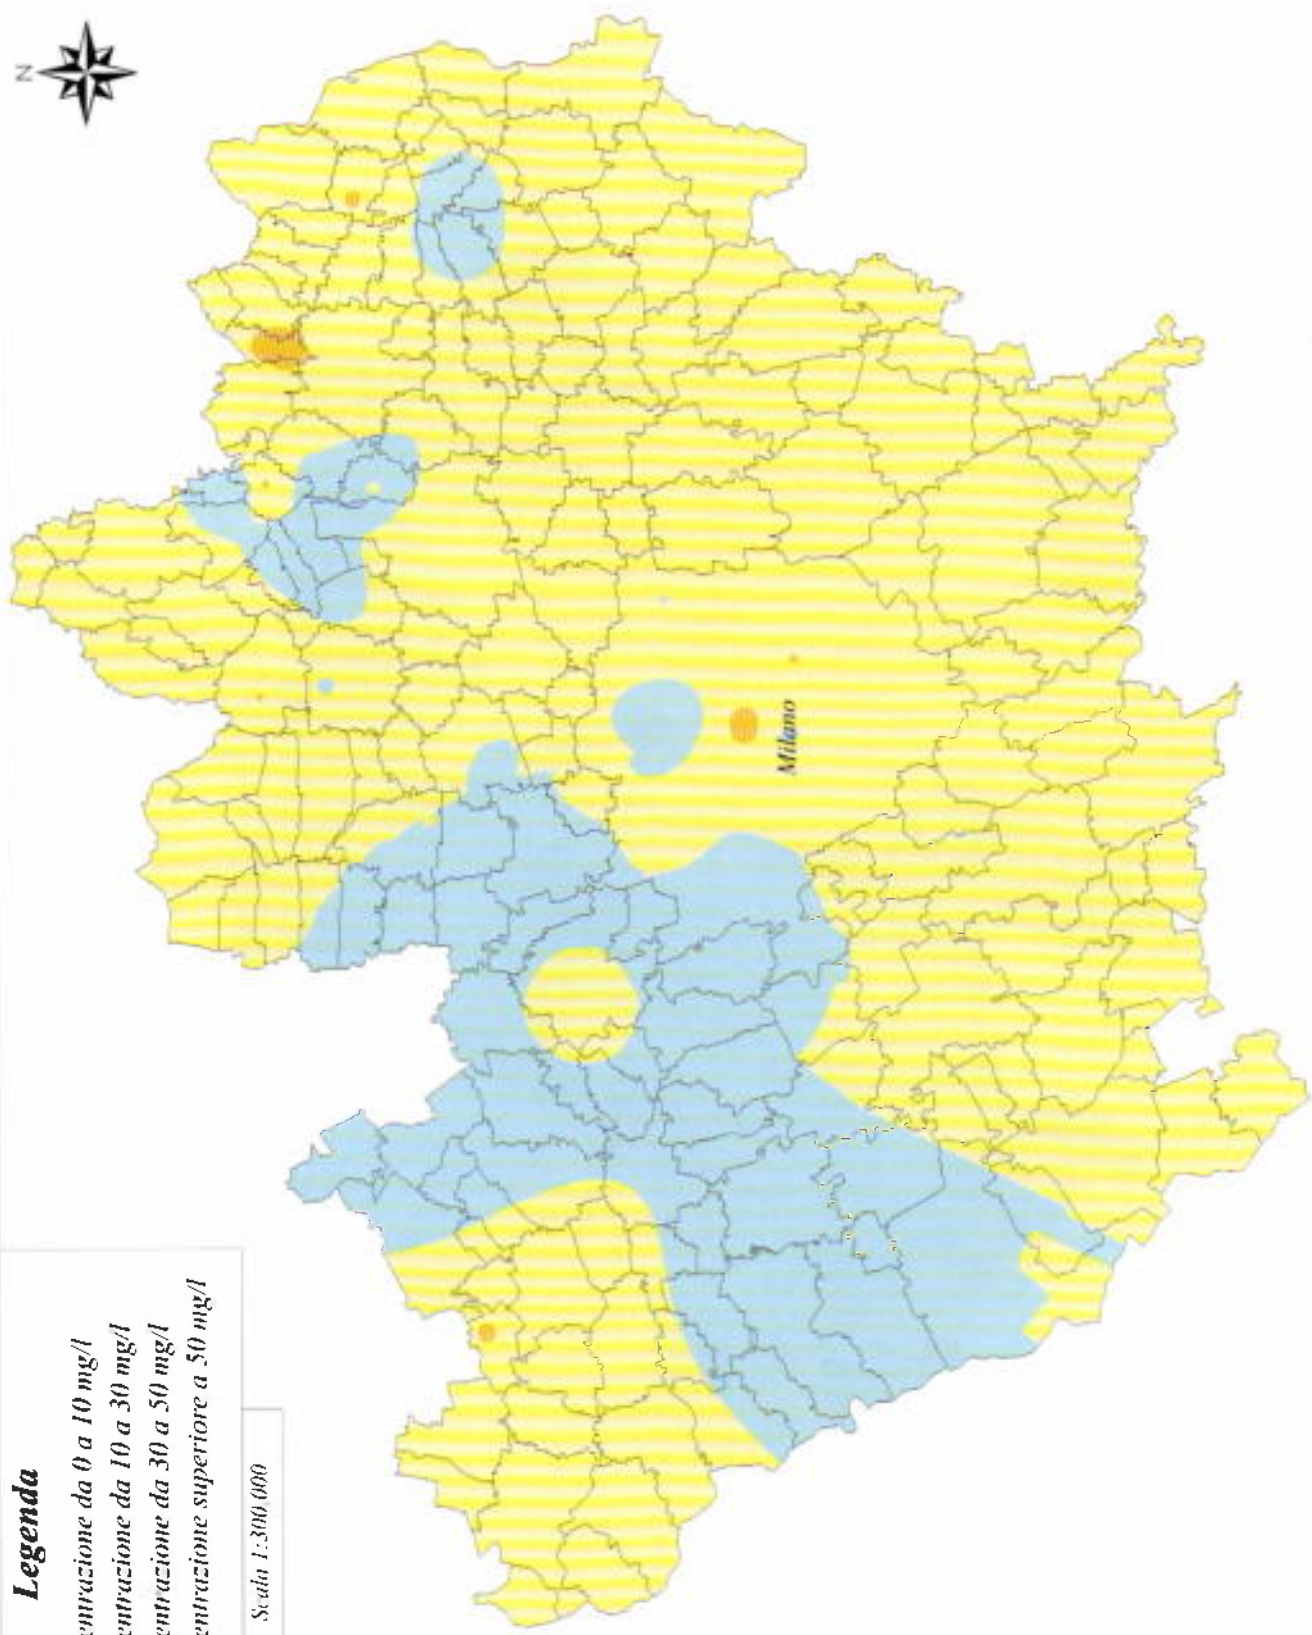 N
Milano
Legenda
entrazione da 0 a 10 mg/l
entrazione da 10 a 30 mg/l
entrazione da 30 a 50 mg/l
entrazione superiore a 50 mg/l
Scala 1:300.000